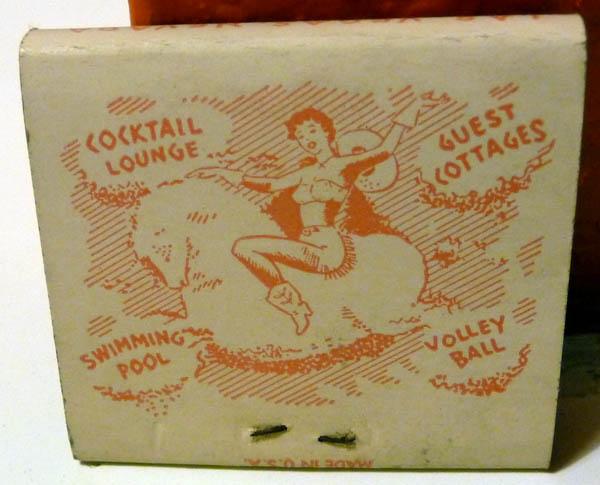 COCKTAIL
LOUNGE
GUEST
COTTAGES
SWIMMING
POOL
VOLLEY
BALL
MADE IN U.S.A.